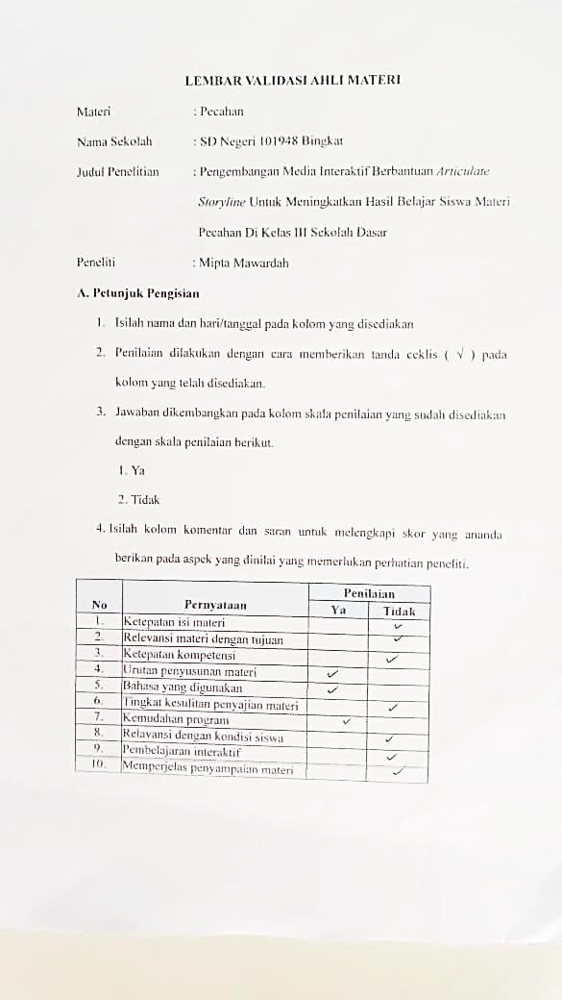 LEMBAR VALIDASI AHLI MATERI
Materi : Pecahan
Nama Sekolah : SD Negeri 101948 Bingkat
Judul Penelitian : Pengembangan Media Interaktif Berbantuan Articulate
Storyline Untuk Meningkatkan Hasil Belajar Siswa Materi
Pecahan Di Kelas III Sekolah Dasar
Peneliti : Mipta Mawardah
A. Petunjuk Pengisian
1. Isilah nama dan hari/tanggal pada kolom yang disediakan
2. Penilaian dilakukan dengan cara memberikan tanda ceklis ( √ ) pada
kolom yang telah disediakan.
3. Jawaban dikembangkan pada kolom skala penilaian yang sudah disediakan
dengan skala penilaian berikut.
1. Ya
2. Tidak
4. Isilah kolom komentar dan saran untuk melengkapi skor yang ananda
berikan pada aspek yang dinilai yang memerlukan perhatian peneliti.
No Pernyataan Penilaian
Ya Tidak
1. Ketepatan isi materi ✓
2. Relevansi materi dengan tujuan ✓
3. Ketepatan kompetensi ✓
4. Urutan penyusunan materi ✓
5. Bahasa yang digunakan ✓
6. Tingkat kesulitan penyajian materi ✓
7. Kemudahan program ✓
8. Relavansi dengan kondisi siswa ✓
9. Pembelajaran interaktif ✓
10. Memperjelas penyampaian materi ✓